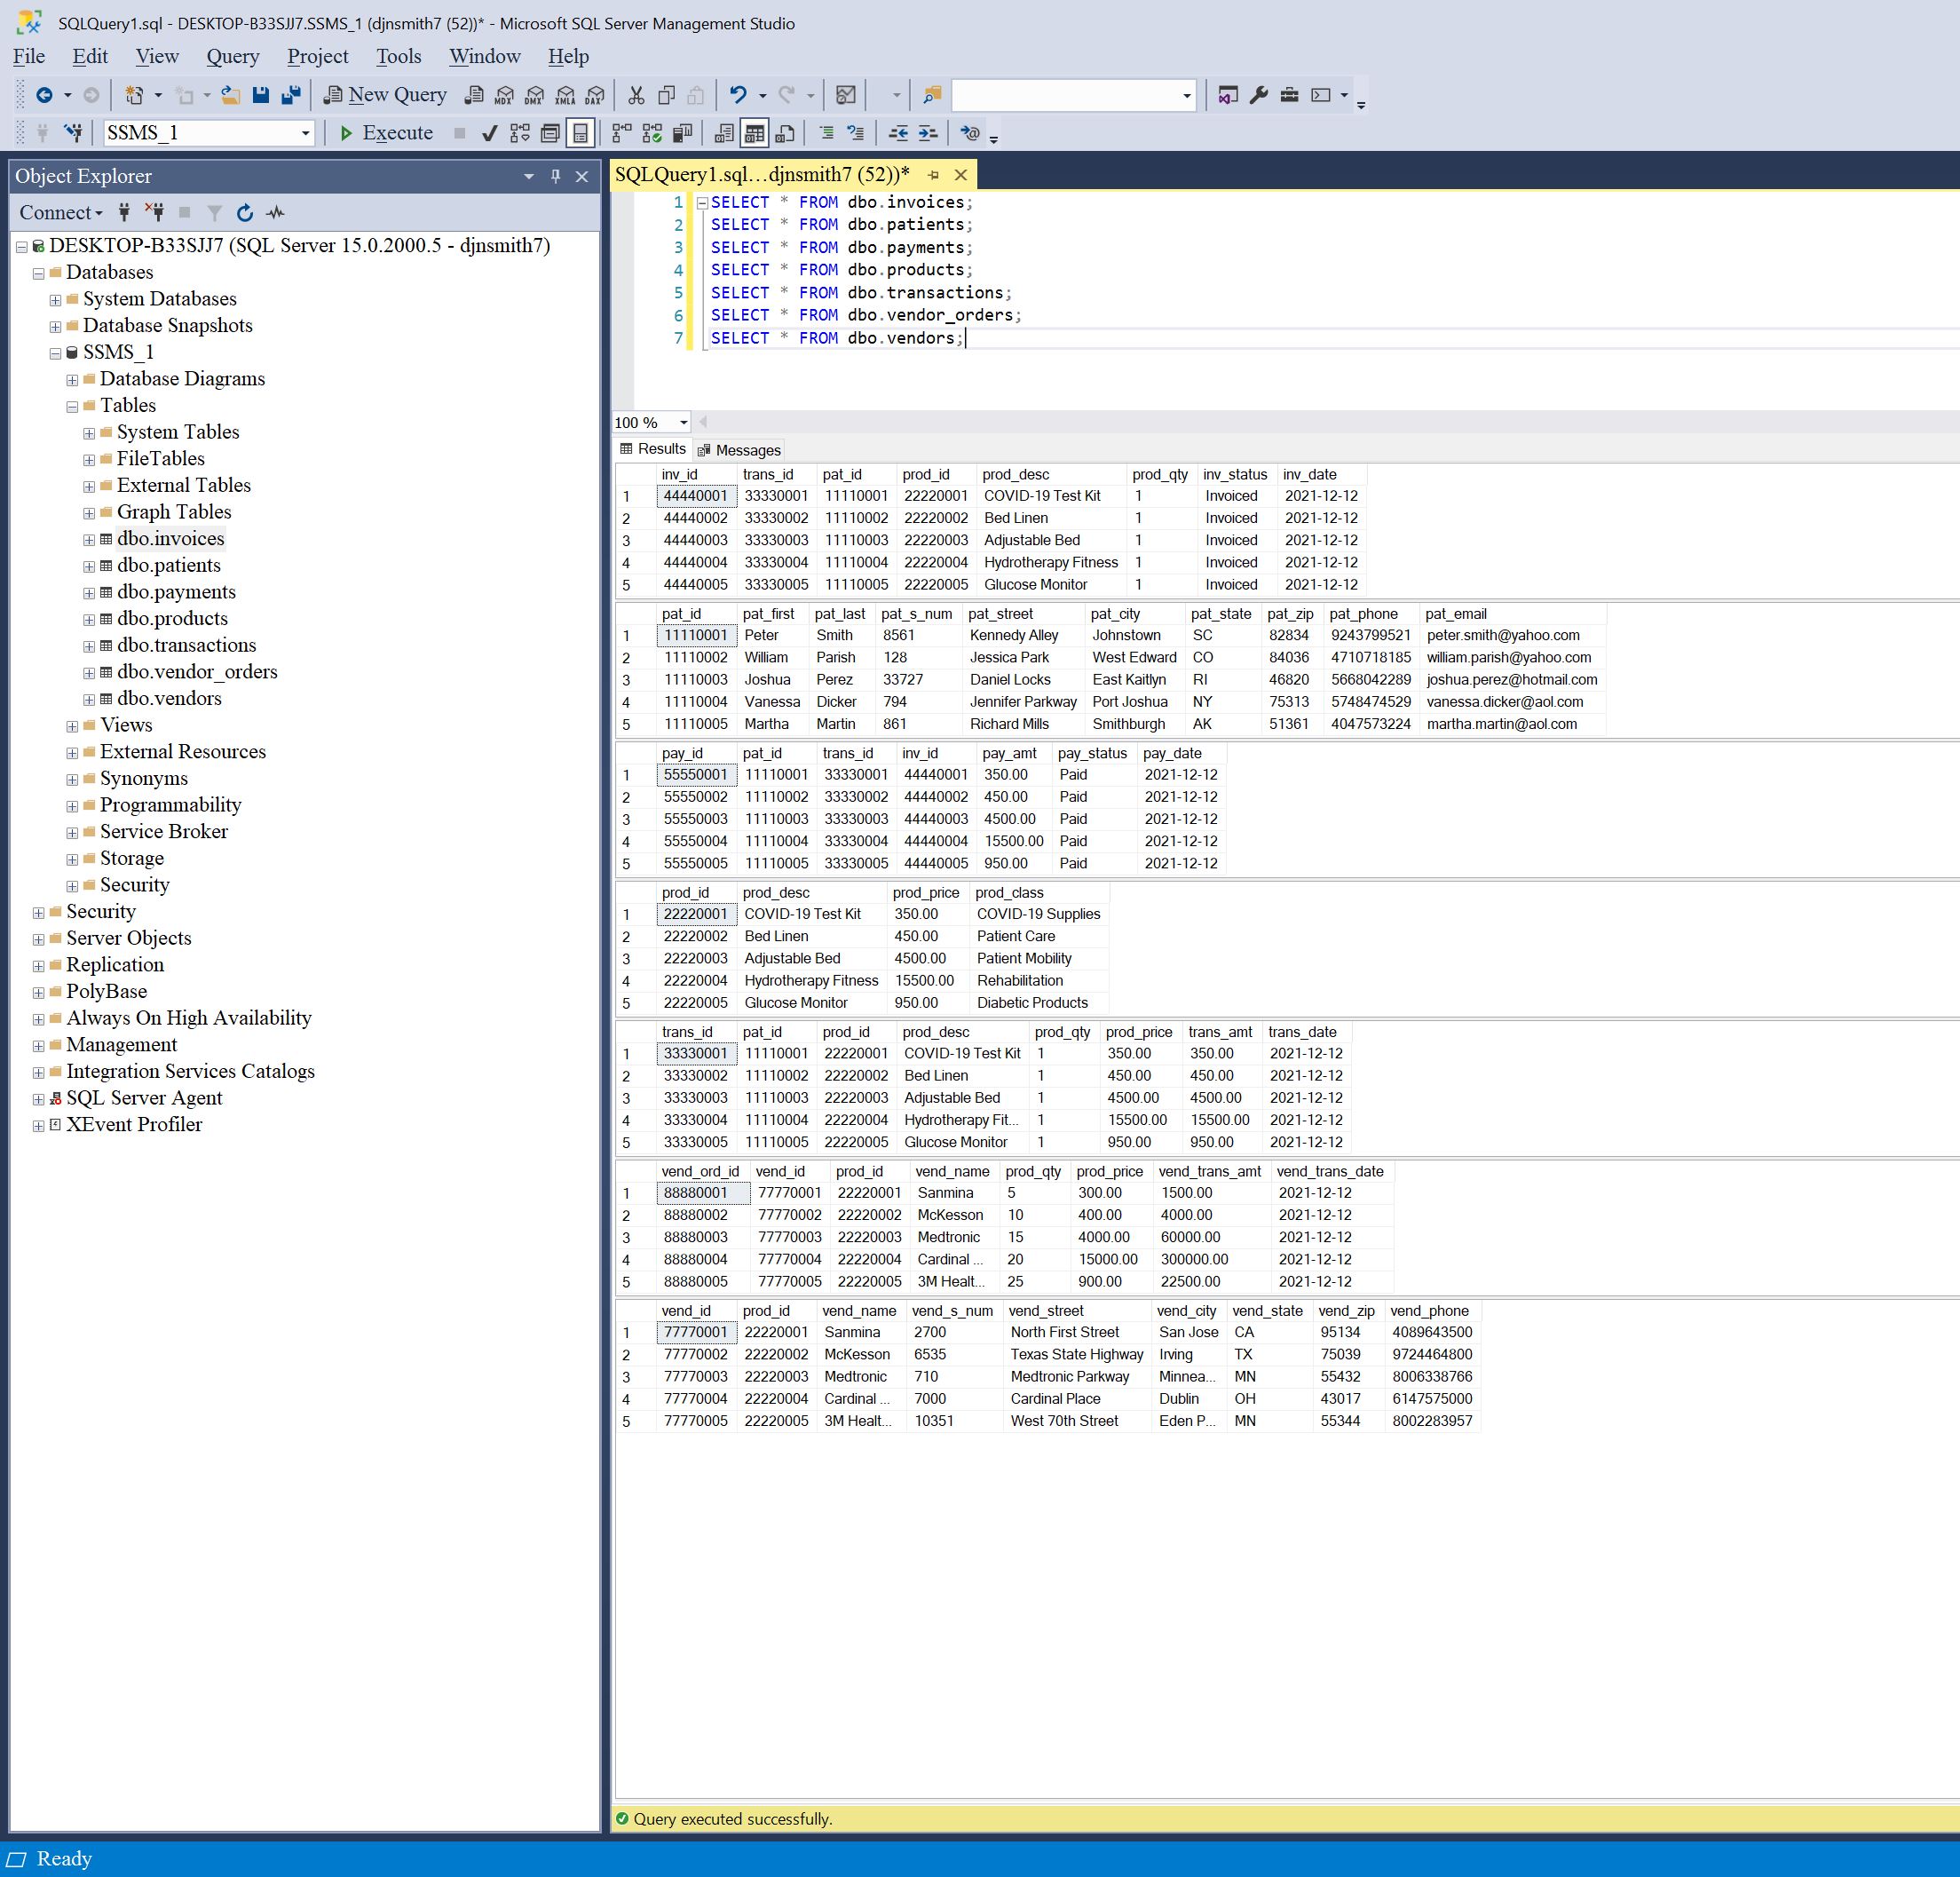 SQLQuery1.sql - DESKTOP-B33SJJ7.SSMS_1 (djnsmith7 (52))* - Microsoft SQL Server Management Studio
File Edit View Query Project Tools Window Help
New Query MDX DMX XMLA DAX
SSMS_1 Execute
Object Explorer
Connect
DESKTOP-B33SJJ7 (SQL Server 15.0.2000.5 - djnsmith7)
Databases
System Databases
Database Snapshots
SSMS_1
Database Diagrams
Tables
System Tables
FileTables
External Tables
Graph Tables
dbo.invoices
dbo.patients
dbo.payments
dbo.products
dbo.transactions
dbo.vendor_orders
dbo.vendors
Views
External Resources
Synonyms
Programmability
Service Broker
Storage
Security
Security
Server Objects
Replication
PolyBase
Always On High Availability
Management
Integration Services Catalogs
SQL Server Agent
XEvent Profiler
SQLQuery1.sql...djnsmith7 (52))*
1 SELECT * FROM dbo.invoices;
2 SELECT * FROM dbo.patients;
3 SELECT * FROM dbo.payments;
4 SELECT * FROM dbo.products;
5 SELECT * FROM dbo.transactions;
6 SELECT * FROM dbo.vendor_orders;
7 SELECT * FROM dbo.vendors;
100 %
Results Messages
inv_id trans_id pat_id prod_id prod_desc prod_qty inv_status inv_date
1 44440001 33330001 11110001 22220001 COVID-19 Test Kit 1 Invoiced 2021-12-12
2 44440002 33330002 11110002 22220002 Bed Linen 1 Invoiced 2021-12-12
3 44440003 33330003 11110003 22220003 Adjustable Bed 1 Invoiced 2021-12-12
4 44440004 33330004 11110004 22220004 Hydrotherapy Fitness 1 Invoiced 2021-12-12
5 44440005 33330005 11110005 22220005 Glucose Monitor 1 Invoiced 2021-12-12
pat_id pat_first pat_last pat_s_num pat_street pat_city pat_state pat_zip pat_phone pat_email
1 11110001 Peter Smith 8561 Kennedy Alley Johnstown SC 82834 9243799521 peter.smith@yahoo.com
2 11110002 William Parish 128 Jessica Park West Edward CO 84036 4710718185 william.parish@yahoo.com
3 11110003 Joshua Perez 33727 Daniel Locks East Kaitlyn RI 46820 5668042289 joshua.perez@hotmail.com
4 11110004 Vanessa Dicker 794 Jennifer Parkway Port Joshua NY 75313 5748474529 vanessa.dicker@aol.com
5 11110005 Martha Martin 861 Richard Mills Smithburgh AK 51361 4047573224 martha.martin@aol.com
pay_id pat_id trans_id inv_id pay_amt pay_status pay_date
1 55550001 11110001 33330001 44440001 350.00 Paid 2021-12-12
2 55550002 11110002 33330002 44440002 450.00 Paid 2021-12-12
3 55550003 11110003 33330003 44440003 4500.00 Paid 2021-12-12
4 55550004 11110004 33330004 44440004 15500.00 Paid 2021-12-12
5 55550005 11110005 33330005 44440005 950.00 Paid 2021-12-12
prod_id prod_desc prod_price prod_class
1 22220001 COVID-19 Test Kit 350.00 COVID-19 Supplies
2 22220002 Bed Linen 450.00 Patient Care
3 22220003 Adjustable Bed 4500.00 Patient Mobility
4 22220004 Hydrotherapy Fitness 15500.00 Rehabilitation
5 22220005 Glucose Monitor 950.00 Diabetic Products
trans_id pat_id prod_id prod_desc prod_qty prod_price trans_amt trans_date
1 33330001 11110001 22220001 COVID-19 Test Kit 1 350.00 350.00 2021-12-12
2 33330002 11110002 22220002 Bed Linen 1 450.00 450.00 2021-12-12
3 33330003 11110003 22220003 Adjustable Bed 1 4500.00 4500.00 2021-12-12
4 33330004 11110004 22220004 Hydrotherapy Fit... 1 15500.00 15500.00 2021-12-12
5 33330005 11110005 22220005 Glucose Monitor 1 950.00 950.00 2021-12-12
vend_ord_id vend_id prod_id vend_name prod_qty prod_price vend_trans_amt vend_trans_date
1 88880001 77770001 22220001 Sanmina 5 300.00 1500.00 2021-12-12
2 88880002 77770002 22220002 McKesson 10 400.00 4000.00 2021-12-12
3 88880003 77770003 22220003 Medtronic 15 4000.00 60000.00 2021-12-12
4 88880004 77770004 22220004 Cardinal ... 20 15000.00 300000.00 2021-12-12
5 88880005 77770005 22220005 3M Healt... 25 900.00 22500.00 2021-12-12
vend_id prod_id vend_name vend_s_num vend_street vend_city vend_state vend_zip vend_phone
1 77770001 22220001 Sanmina 2700 North First Street San Jose CA 95134 4089643500
2 77770002 22220002 McKesson 6535 Texas State Highway Irving TX 75039 9724464800
3 77770003 22220003 Medtronic 710 Medtronic Parkway Minnea... MN 55432 8006338766
4 77770004 22220004 Cardinal ... 7000 Cardinal Place Dublin OH 43017 6147575000
5 77770005 22220005 3M Healt... 10351 West 70th Street Eden P... MN 55344 8002283957
Query executed successfully.
Ready